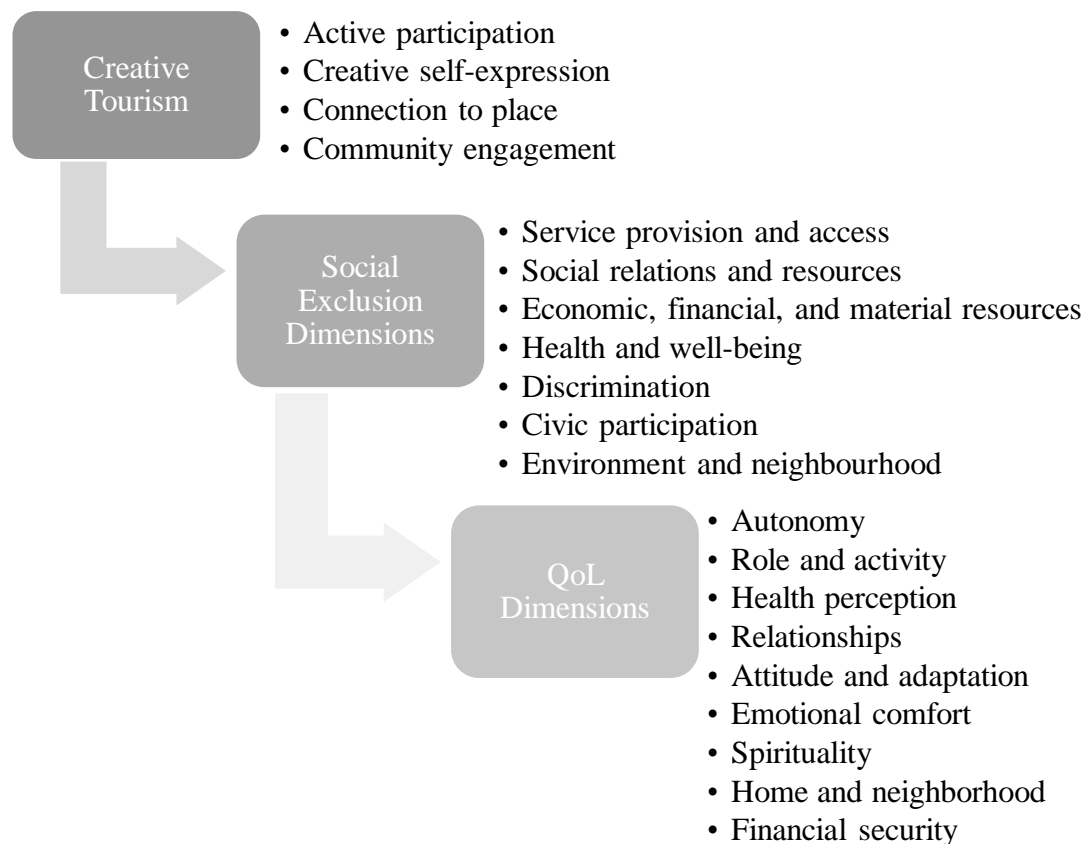 Creative
Tourism
• Active participation
• Creative self-expression
• Connection to place
• Community engagement
Social
Exclusion
Dimensions
• Service provision and access
• Social relations and resources
• Economic, financial, and material resources
• Health and well-being
• Discrimination
• Civic participation
• Environment and neighbourhood
QoL
Dimensions
• Autonomy
• Role and activity
• Health perception
• Relationships
• Attitude and adaptation
• Emotional comfort
• Spirituality
• Home and neighborhood
• Financial security